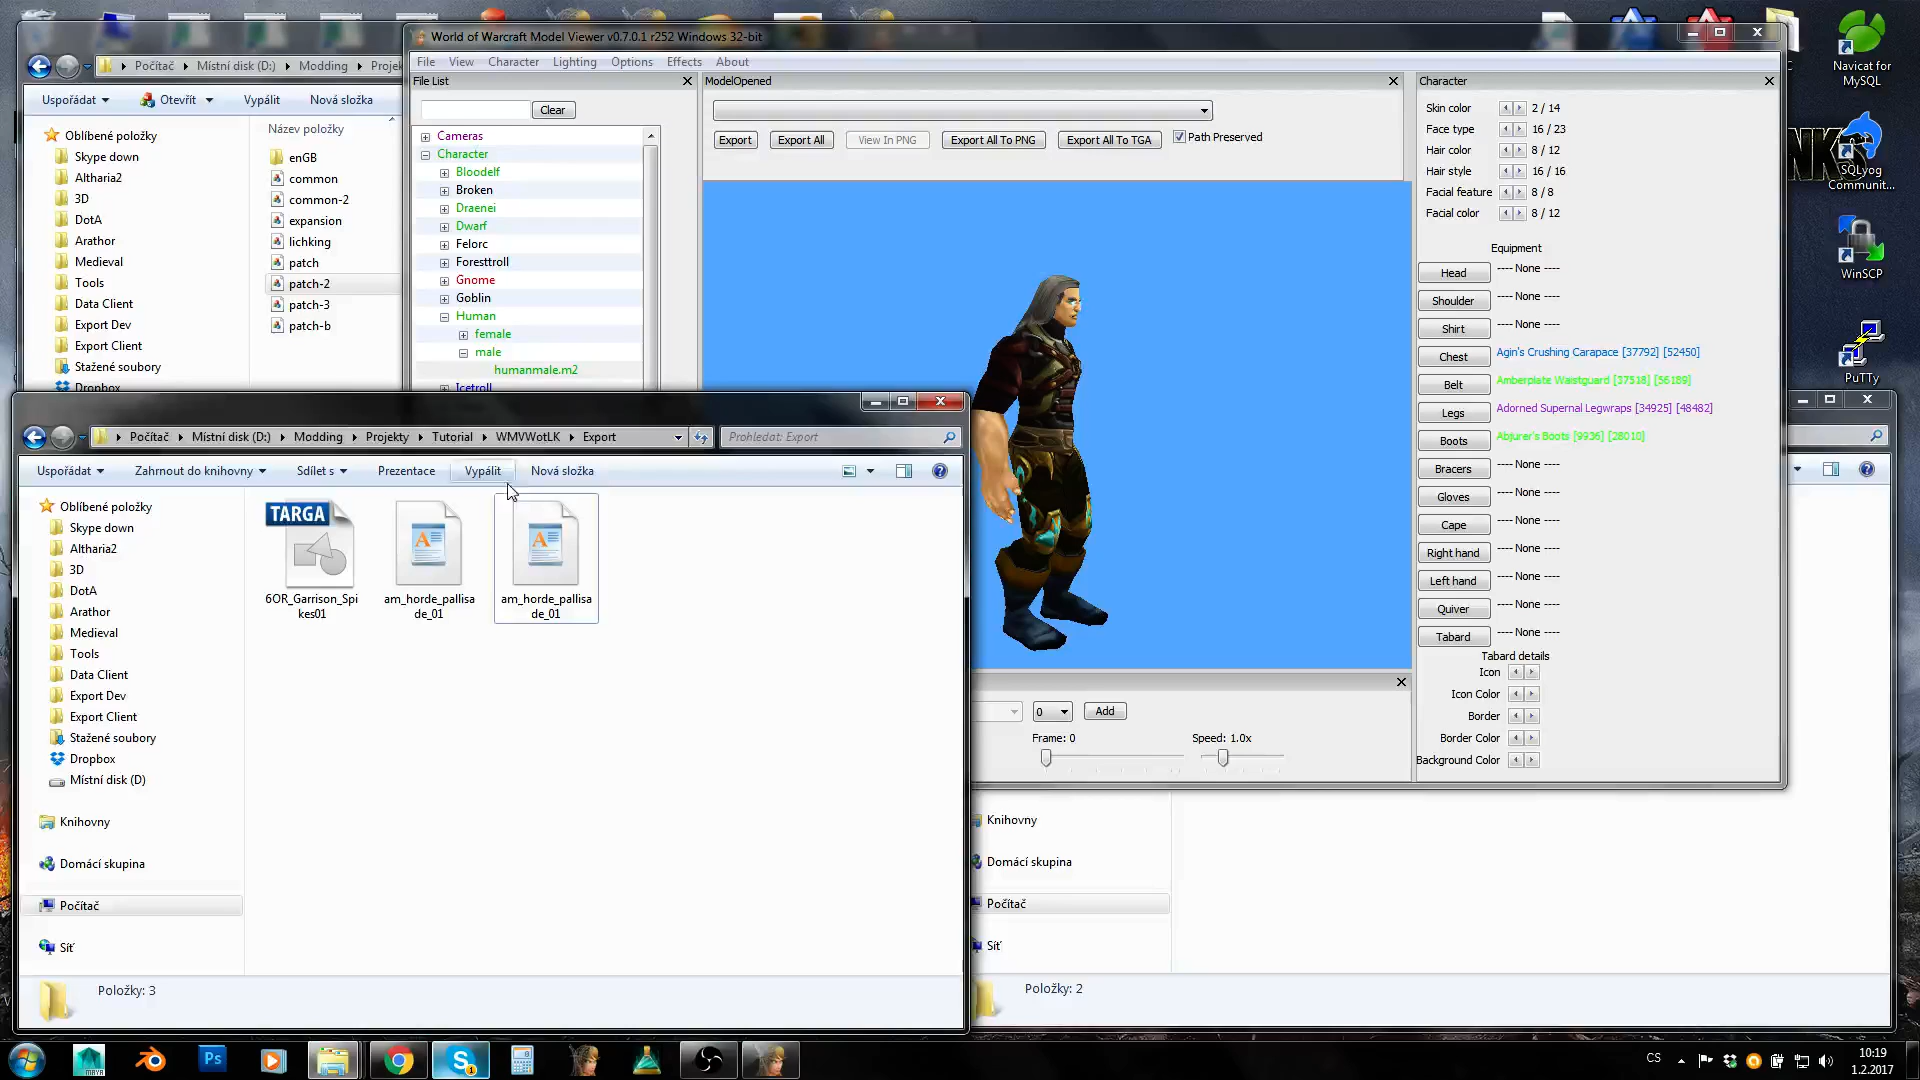 World of Warcraft Model Viewer v0.7.0.1 r252 Windows 32-bit
Počítač Místní disk (D:) Modding
Uspořádat Otevřít Vypálit Nová složka
Oblíbené položky
Skype down
Altharia2
3D
DotA
Arathor
Medieval
Tools
Data Client
Export Dev
Export Client
Stažené soubory
Dropbox
Název položky
enGB
common
common-2
expansion
lichking
patch
patch-2
patch-3
patch-b
File View Character Lighting Options Effects About
File List
Clear
Cameras
Character
Bloodelf
Broken
Draenei
Dwarf
Felorc
Foresttroll
Gnome
Goblin
Human
female
male
humanmale.m2
Icetroll
ModelOpened
Export Export All View In PNG Export All To PNG Export All To TGA Path Preserved
Character
Skin color 2 / 14
Face type 16 / 23
Hair color 8 / 12
Hair style 16 / 16
Facial feature 8 / 8
Facial color 8 / 12
Equipment
Head ---- None ----
Shoulder ---- None ----
Shirt ---- None ----
Chest Agin's Crushing Carapace [37792] [52450]
Belt Amberplate Waistguard [37518] [56189]
Legs Adorned Supernal Legwraps [34925] [48482]
Boots Abjurer's Boots [9936] [28010]
Bracers ---- None ----
Gloves ---- None ----
Cape ---- None ----
Right hand ---- None ----
Left hand ---- None ----
Quiver ---- None ----
Tabard ---- None ----
Tabard details
Icon
Icon Color
Border
Border Color
Background Color
0 Add
Frame: 0 Speed: 1.0x
Navicat for
MySQL
SQLyog
Communit...
WinSCP
PuTTy
Počítač Místní disk (D:) Modding Projekty Tutorial WMVWotLK Export
Prohledat: Export
Uspořádat Zahrnout do knihovny Sdílet s Prezentace Vypálit Nová složka
Oblíbené položky
Skype down
Altharia2
3D
DotA
Arathor
Medieval
Tools
Data Client
Export Dev
Export Client
Stažené soubory
Dropbox
Místní disk (D)
Knihovny
Domácí skupina
Počítač
Síť
TARGA
6OR_Garrison_Spi
kes01
am_horde_pallisa
de_01
am_horde_pallisa
de_01
Položky: 3
Knihovny
Domácí skupina
Počítač
Síť
Položky: 2
MAYA
Ps
CS
10:19
1.2.2017